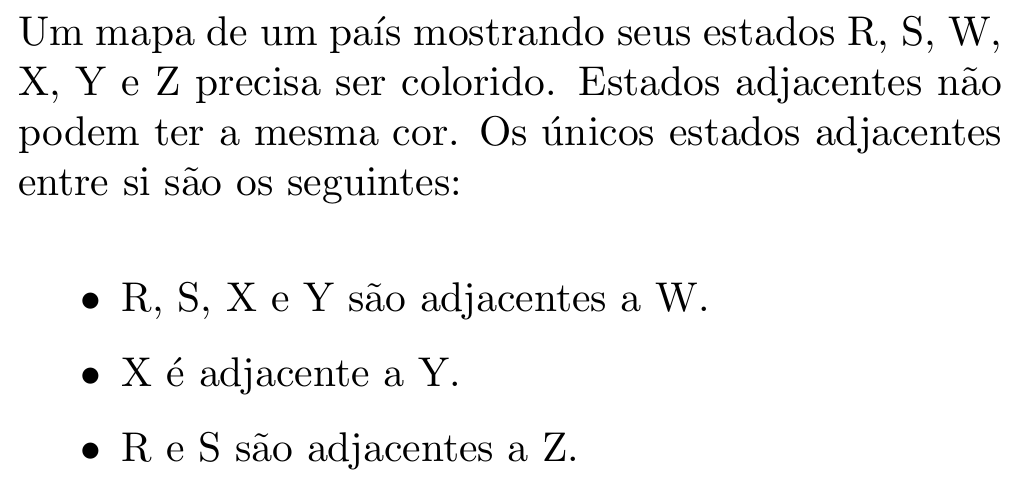 Um mapa de um país mostrando seus estados R, S, W,
X, Y e Z precisa ser colorido. Estados adjacentes não
podem ter a mesma cor. Os únicos estados adjacentes
entre si são os seguintes:
• R, S, X e Y são adjacentes a W.
• X é adjacente a Y.
• R e S são adjacentes a Z.